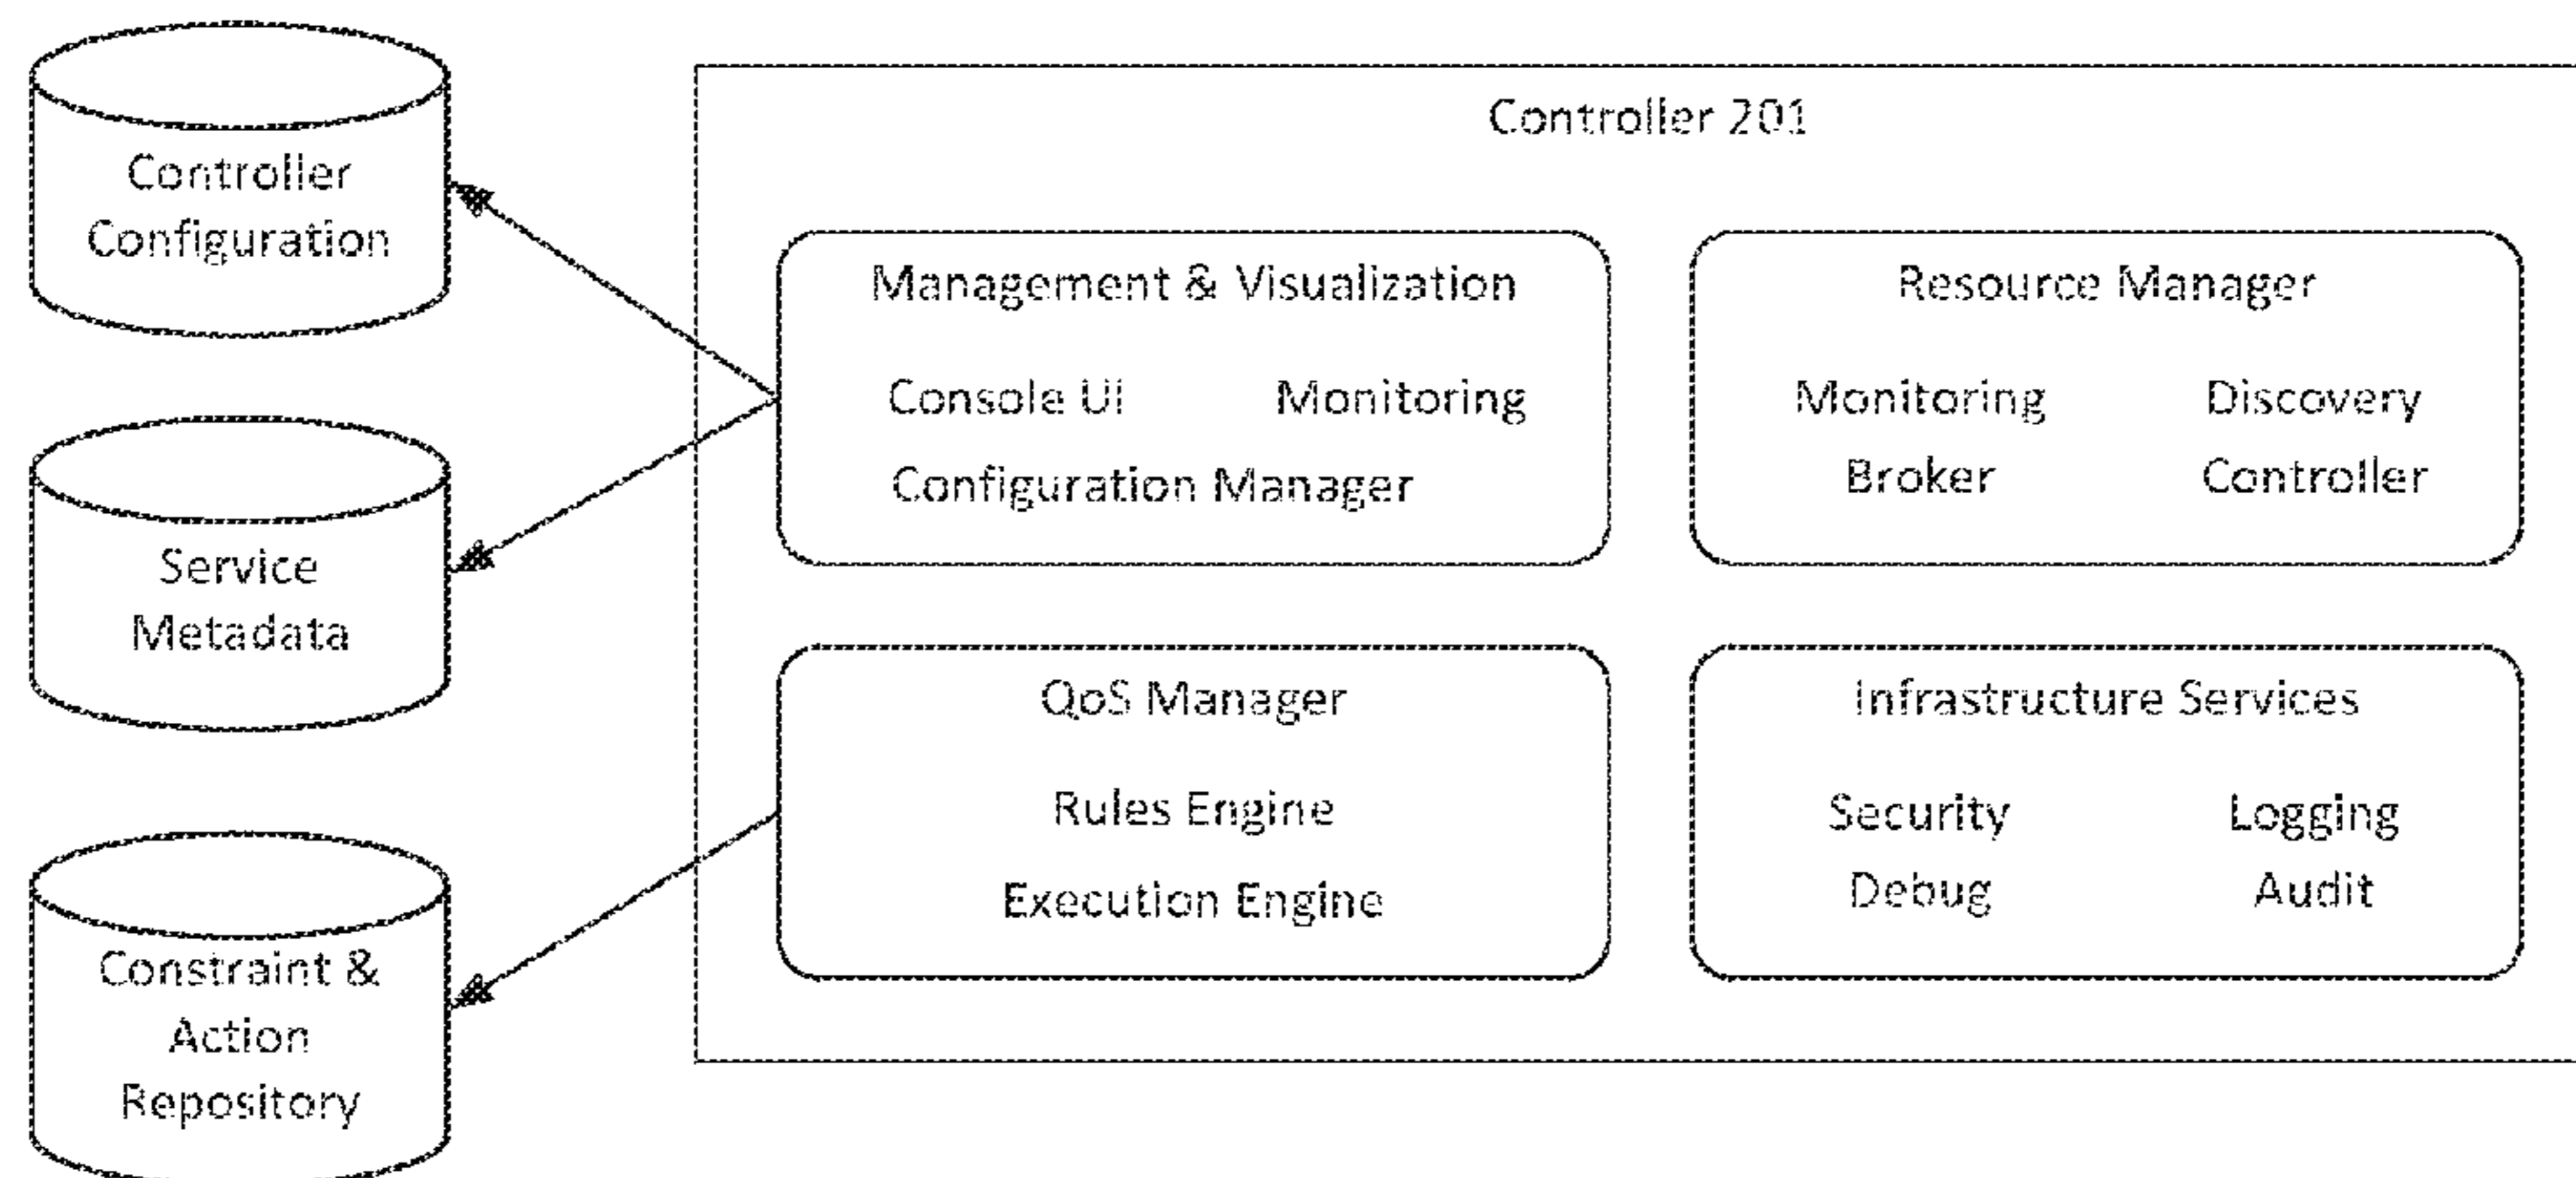 Controller
Configuration
Service
Metadata
Constraint &
Action
Repository
Controller 201
Management & Visualization
Console UI Monitoring
Configuration Manager
Resource Manager
Monitoring Discovery
Broker Controller
QoS Manager
Rules Engine
Execution Engine
Infrastructure Services
Security Logging
Debug Audit